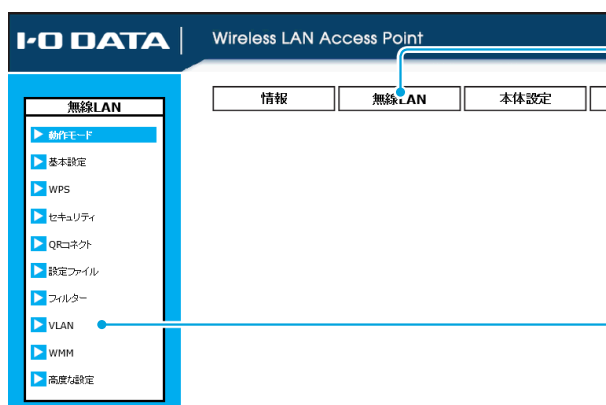 I-O DATA
Wireless LAN Access Point
情報
無線LAN
本体設定
無線LAN
動作モード
基本設定
WPS
セキュリティ
QRコネクト
設定ファイル
フィルター
VLAN
WMM
高度な設定